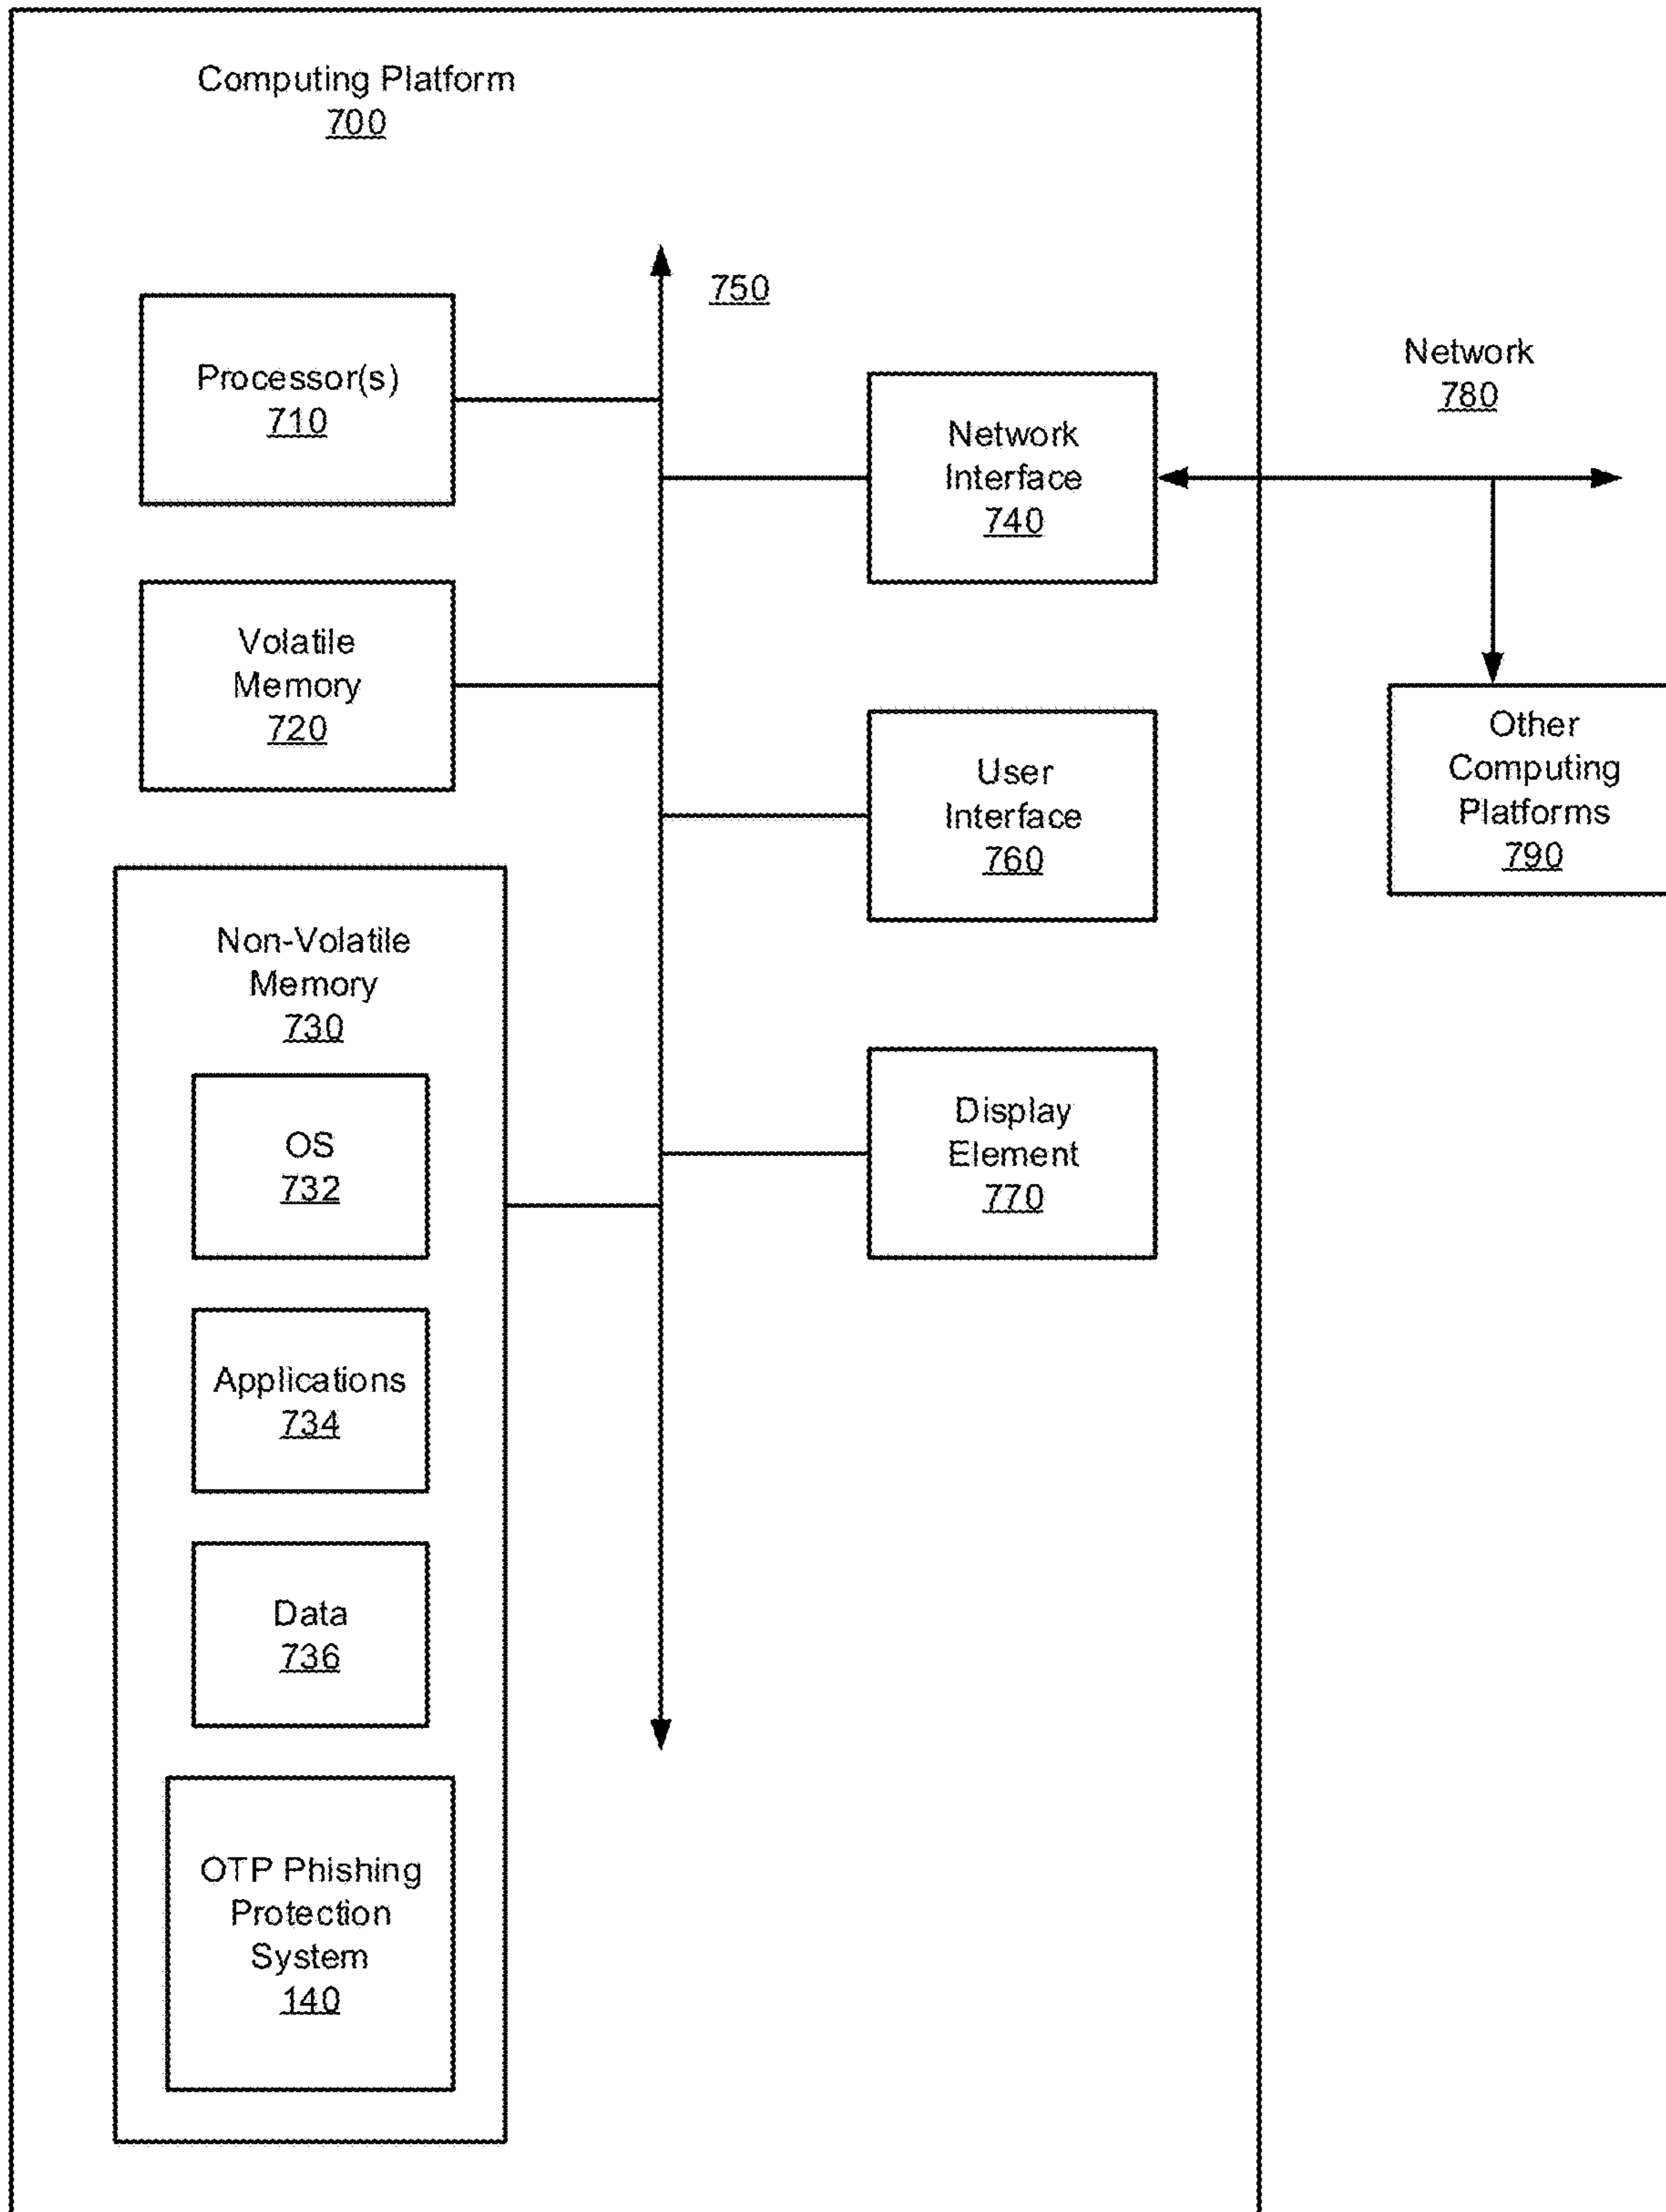 Computing Platform
700
750
Processor(s)
710
Network
780
Network
Interface
740
Volatile
Memory
720
User
Interface
760
Other
Computing
Platforms
790
Non-Volatile
Memory
730
OS
732
Display
Element
770
Applications
734
Data
736
OTP Phishing
Protection
System
140